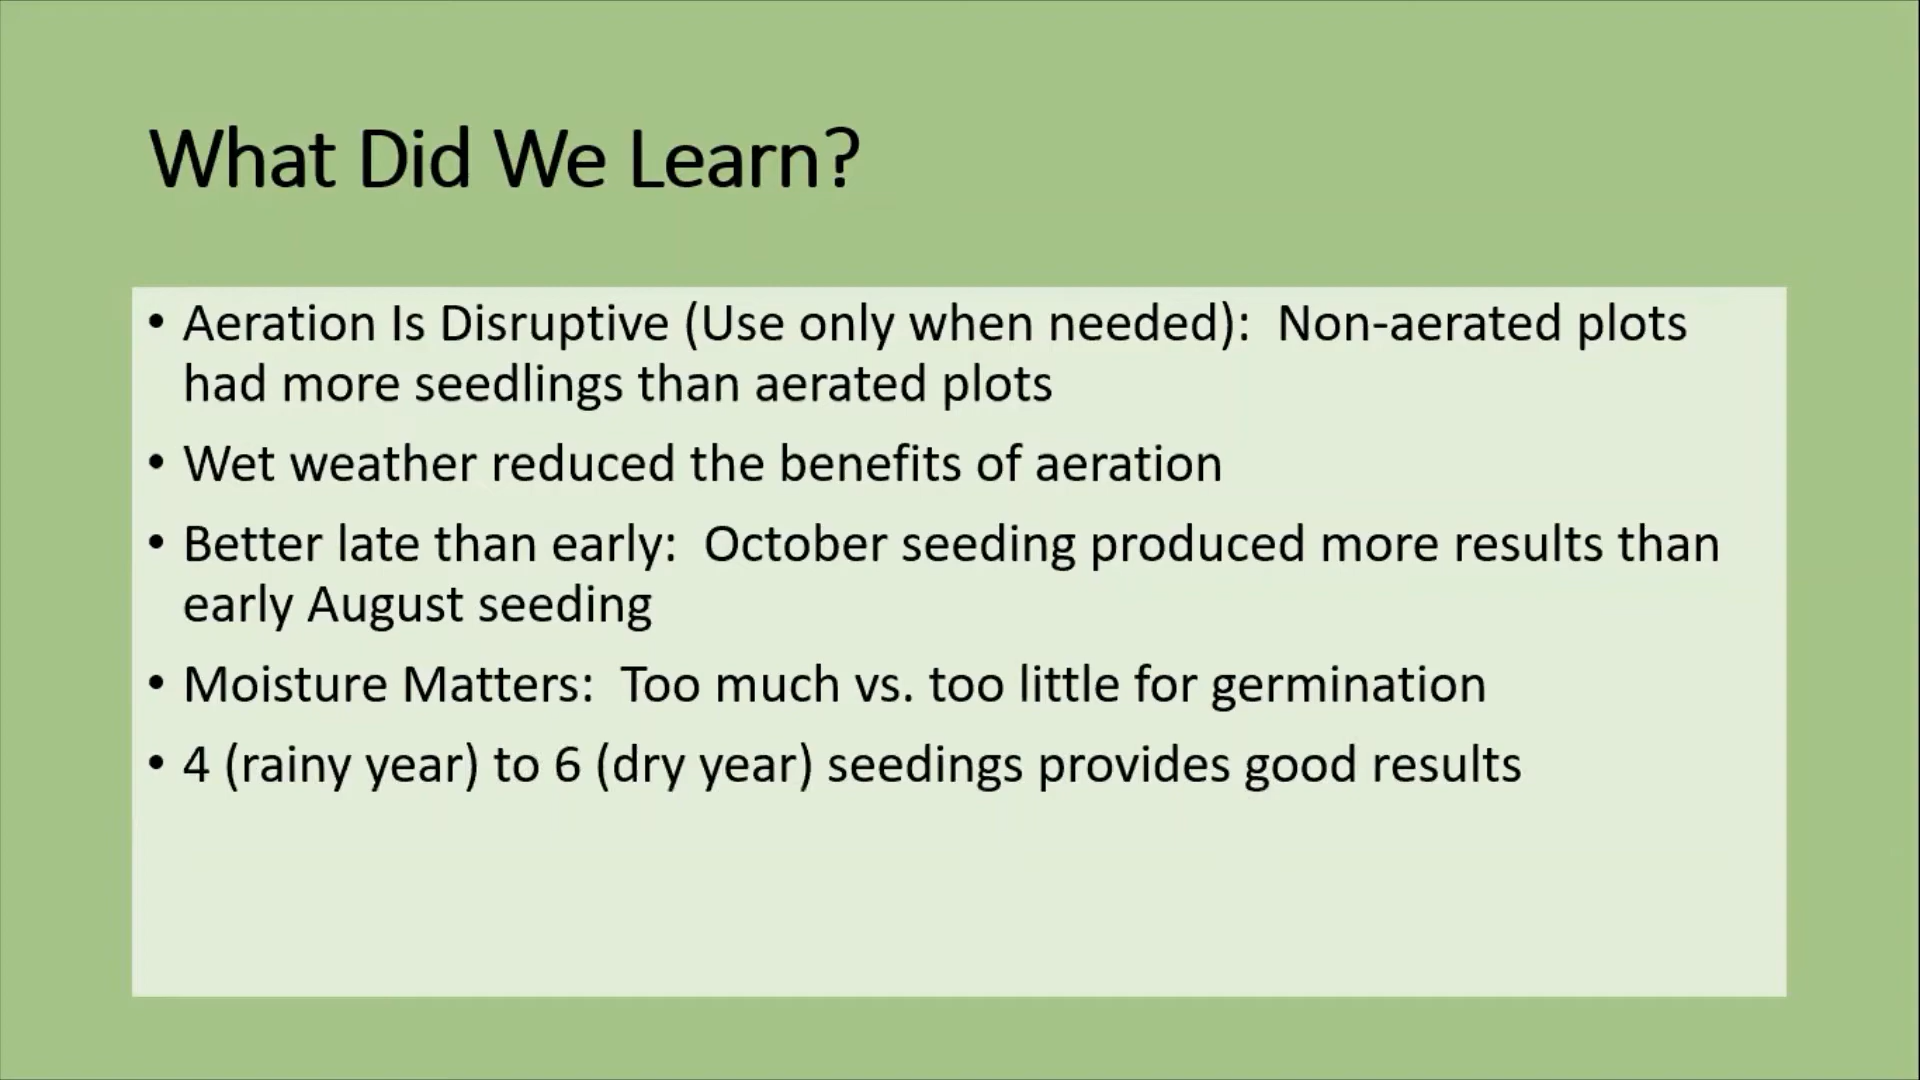 What Did We Learn?
• Aeration Is Disruptive (Use only when needed):  Non-aerated plots
had more seedlings than aerated plots
• Wet weather reduced the benefits of aeration
• Better late than early:  October seeding produced more results than
early August seeding
• Moisture Matters:  Too much vs. too little for germination
• 4 (rainy year) to 6 (dry year) seedings provides good results